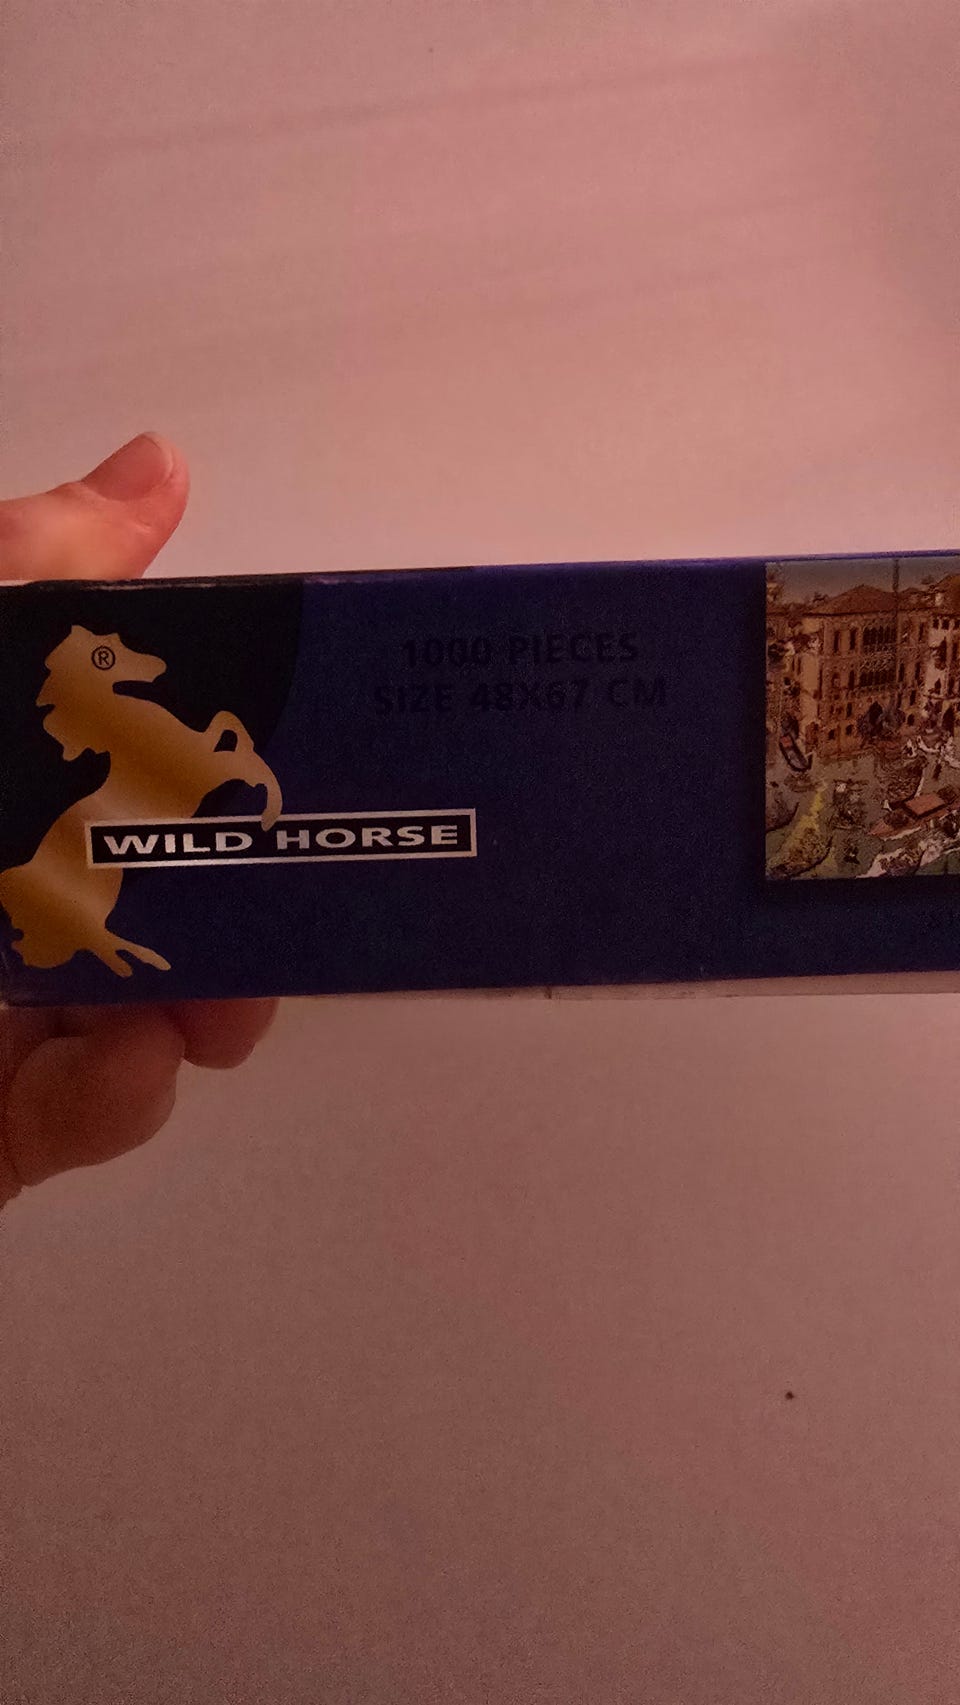 1000 PIECES
SIZE 48X67 CM
®
WILD HORSE